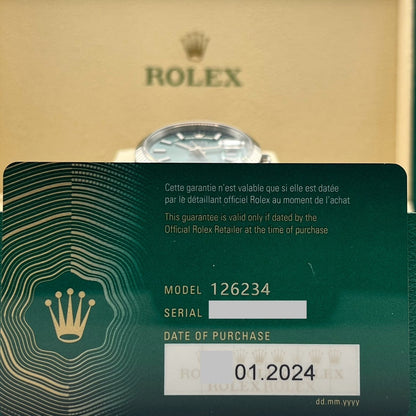 ROLEX
Cette garantie n'est valable que si elle est datée
par le détaillant officiel Rolex au moment de l'achat
This guarantee is valid only if dated by the
Official Rolex Retailer at the time of purchase
MODEL 126234
SERIAL
DATE OF PURCHASE
01.2024
ROLEX ROLEX
dd.mm.yyyy